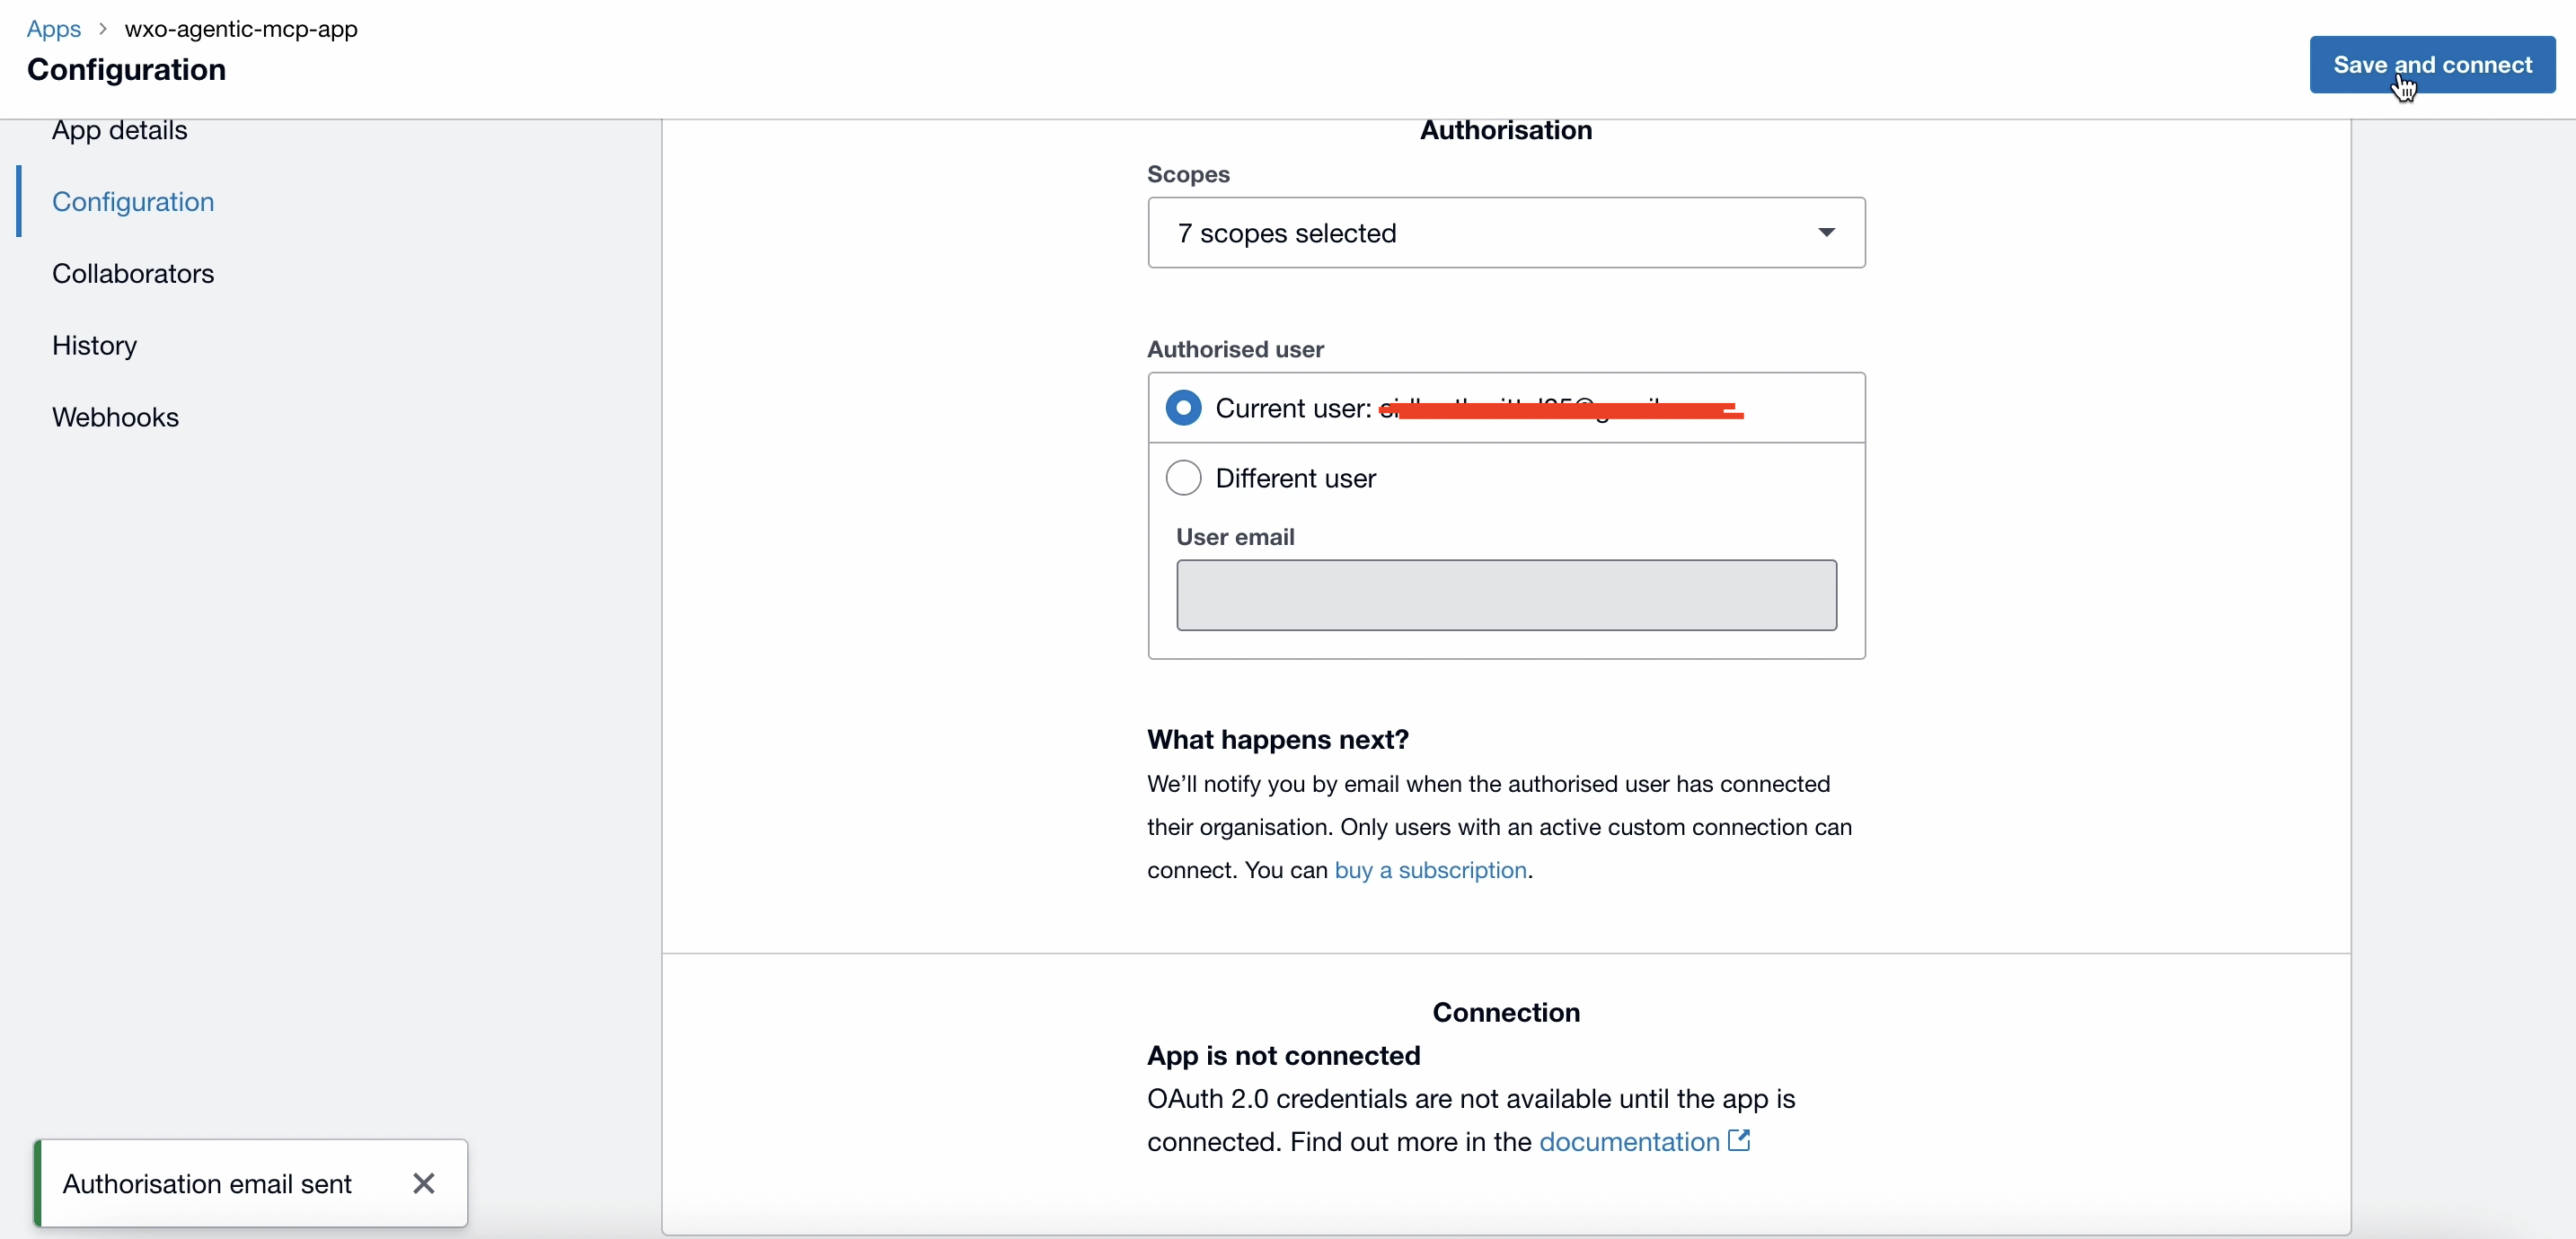 Apps > wxo-agentic-mcp-app
Configuration
Save and connect
App details
Configuration
Collaborators
History
Webhooks
Authorisation
Scopes
7 scopes selected
Authorised user
Current user:
Different user
User email
What happens next?
We'll notify you by email when the authorised user has connected
their organisation. Only users with an active custom connection can
connect. You can buy a subscription.
Connection
App is not connected
OAuth 2.0 credentials are not available until the app is
connected. Find out more in the documentation
Authorisation email sent